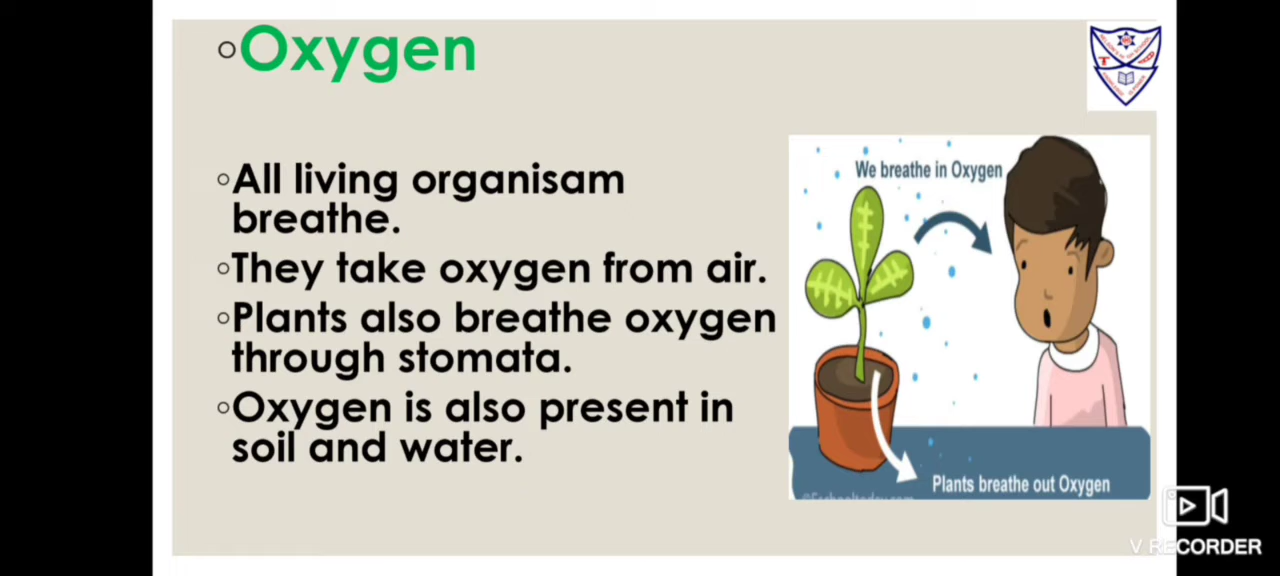 Oxygen
All living organisam
breathe.
They take oxygen from air.
Plants also breathe oxygen
through stomata.
Oxygen is also present in
soil and water.
We breathe in Oxygen
Plants breathe out Oxygen
V RECORDER